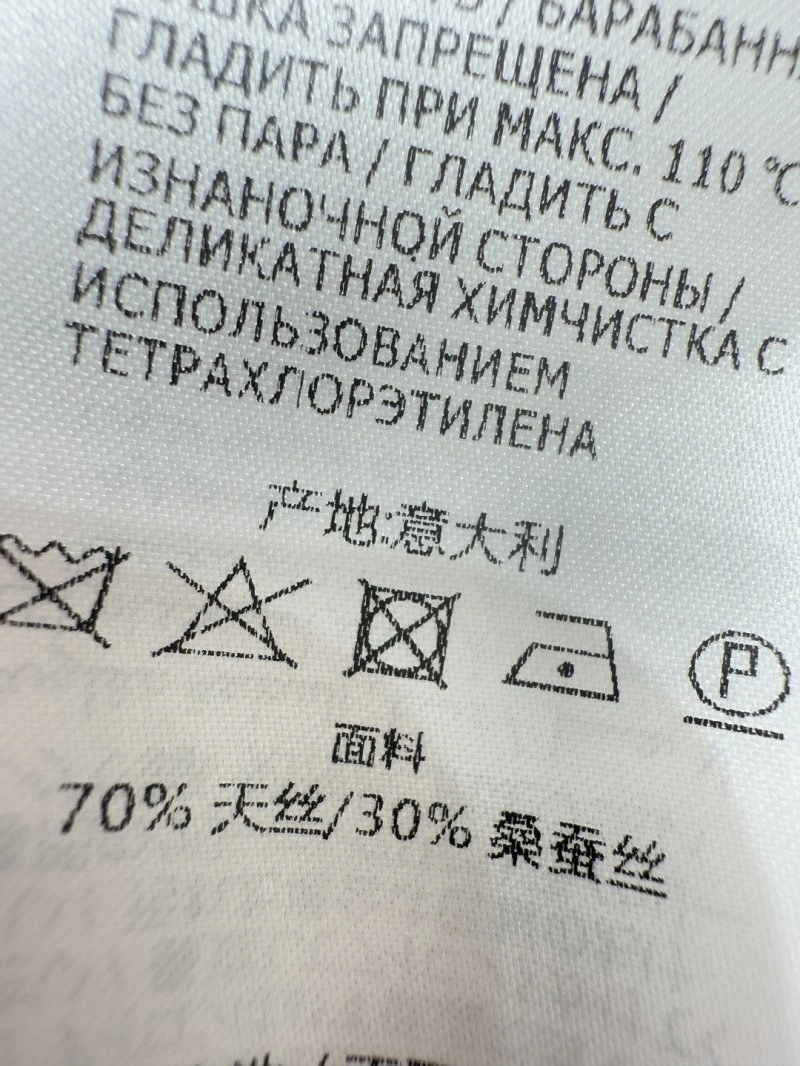 ЗАПРЕЩЕНА /
ГЛАДИТЬ ПРИ МАКС. 110 °C
БЕЗ ПАРА / ГЛАДИТЬ С
ИЗНАНОЧНОЙ СТОРОНЫ /
ДЕЛИКАТНАЯ ХИМЧИСТКА С
ИСПОЛЬЗОВАНИЕМ
ТЕТРАХЛОРЭТИЛЕНА
产地:意大利
P
面料
70% 天丝/30% 桑蚕丝